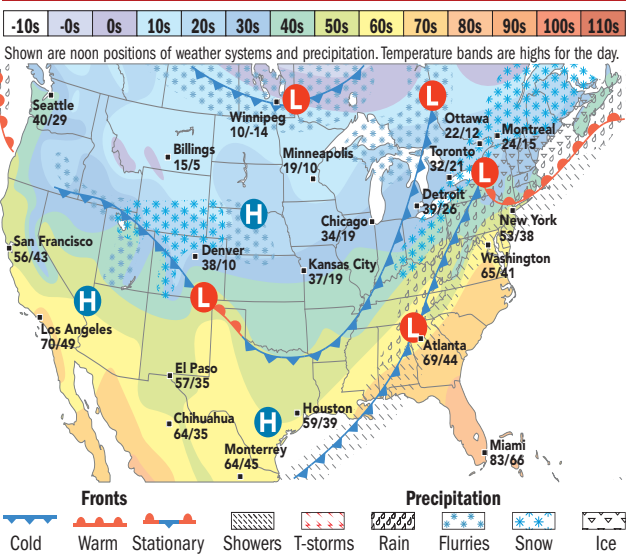 -10s -0s 0s 10s 20s 30s 40s 50s 60s 70s 80s 90s 100s 110s
Shown are noon positions of weather systems and precipitation. Temperature bands are highs for the day.
Seattle
40/29
Winnipeg
10/-14
L
L
Ottawa
22/12
Montreal
24/15
Billings
15/5
Minneapolis
19/10
Toronto
32/21
L
Detroit
39/26
H
Chicago
34/19
New York
53/38
San Francisco
56/43
Denver
38/10
Kansas City
37/19
Washington
65/41
H
L
Los Angeles
70/49
L
Atlanta
69/44
El Paso
57/35
Chihuahua
64/35
H
Houston
59/39
Monterrey
64/45
Miami
83/66
Fronts
Precipitation
Cold Warm Stationary Showers T-storms Rain Flurries Snow Ice